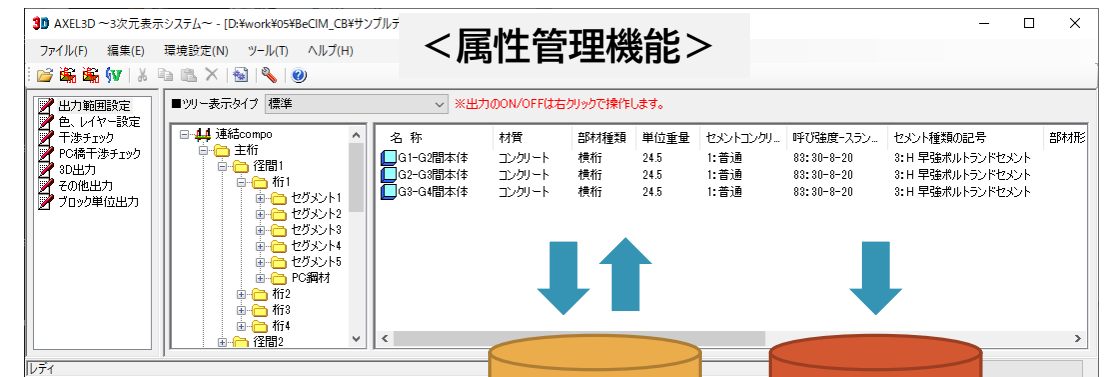 3D AXEL3D ～3次元表示システム～ - [D:¥work¥05¥BeCIM_CB¥サンプルデ
＜属性管理機能＞
ファイル(F) 編集(E) 環境設定(N) ツール(T) ヘルプ(H)
出力範囲設定
色、レイヤー設定
干渉チェック
PC橋干渉チェック
3D出力
その他出力
ブロック単位出力
■ツリー表示タイプ 標準 ※出力のON/OFFは右クリックで操作します。
連結compo
主桁
径間1
桁1
セグメント1
セグメント2
セグメント3
セグメント4
セグメント5
PC鋼材
桁2
桁3
桁4
径間2
名 称 材質 部材種類 単位重量 セメントコンクリ... 呼び強度-スラン... セメント種類の記号 部材形
G1-G2間本体 コンクリート 横桁 24.5 1:普通 83:30-8-20 3:H 早強ポルトランドセメント
G2-G3間本体 コンクリート 横桁 24.5 1:普通 83:30-8-20 3:H 早強ポルトランドセメント
G3-G4間本体 コンクリート 横桁 24.5 1:普通 83:30-8-20 3:H 早強ポルトランドセメント
レディ